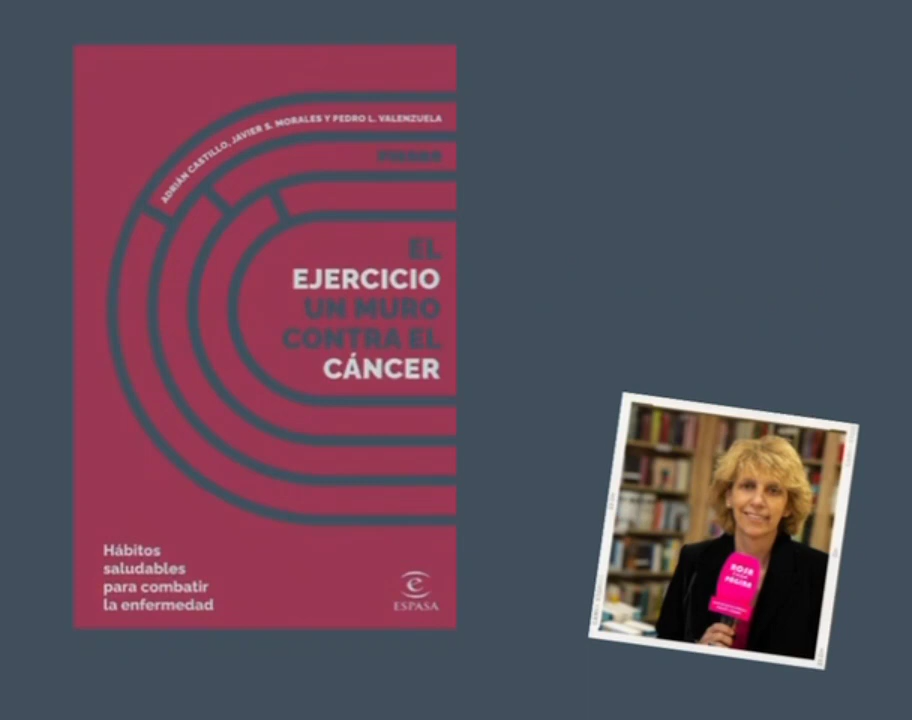 ADRIÁN CASTILLO, JAVIER S. MORALES Y PEDRO L. VALENZUELA
EL
EJERCICIO
UN MURO
CONTRA EL
CÁNCER
Hábitos
saludables
para combatir
la enfermedad
e
ESPASA
ROSA
PÁGINA